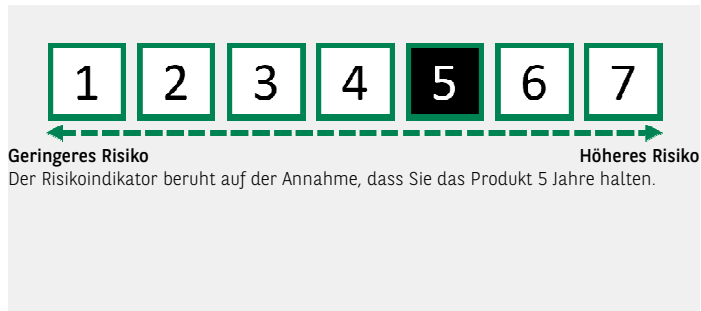 1 2 3 4 5 6 7
Geringeres Risiko Höheres Risiko
Der Risikoindikator beruht auf der Annahme, dass Sie das Produkt 5 Jahre halten.